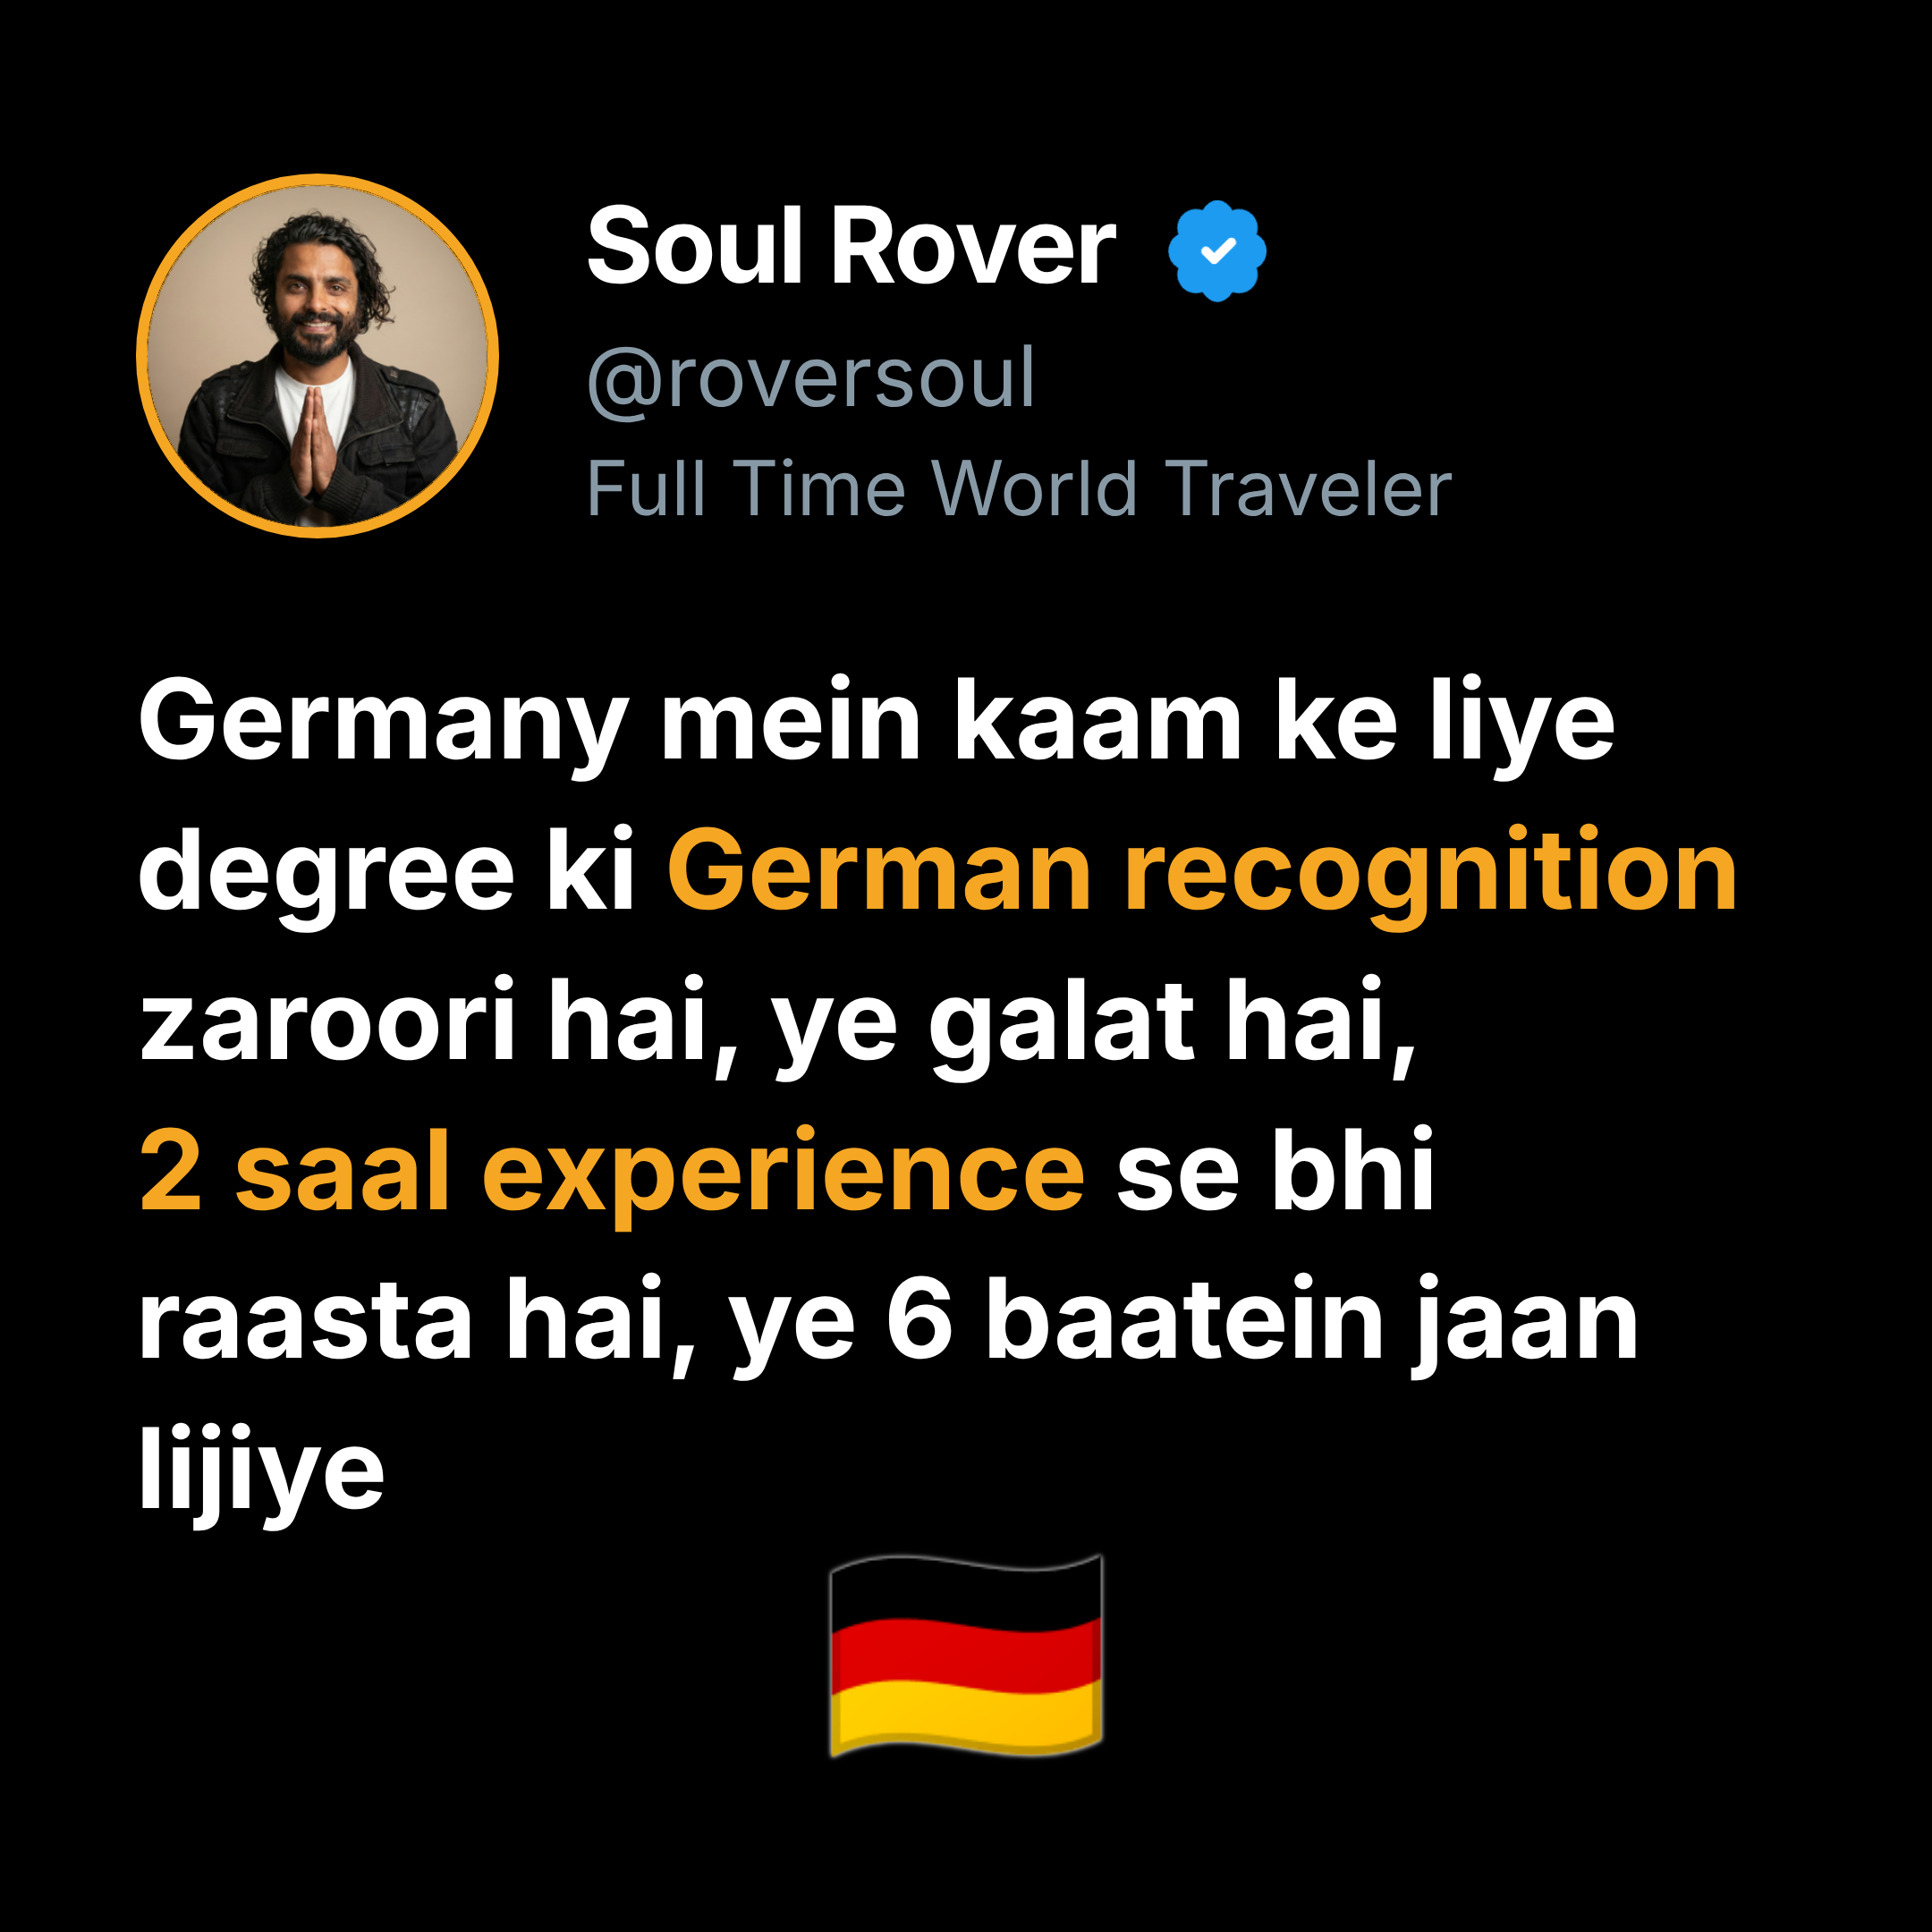 Soul Rover
@roversoul
Full Time World Traveler
Germany mein kaam ke liye
degree ki German recognition
zaroori hai, ye galat hai,
2 saal experience se bhi
raasta hai, ye 6 baatein jaan
lijiye